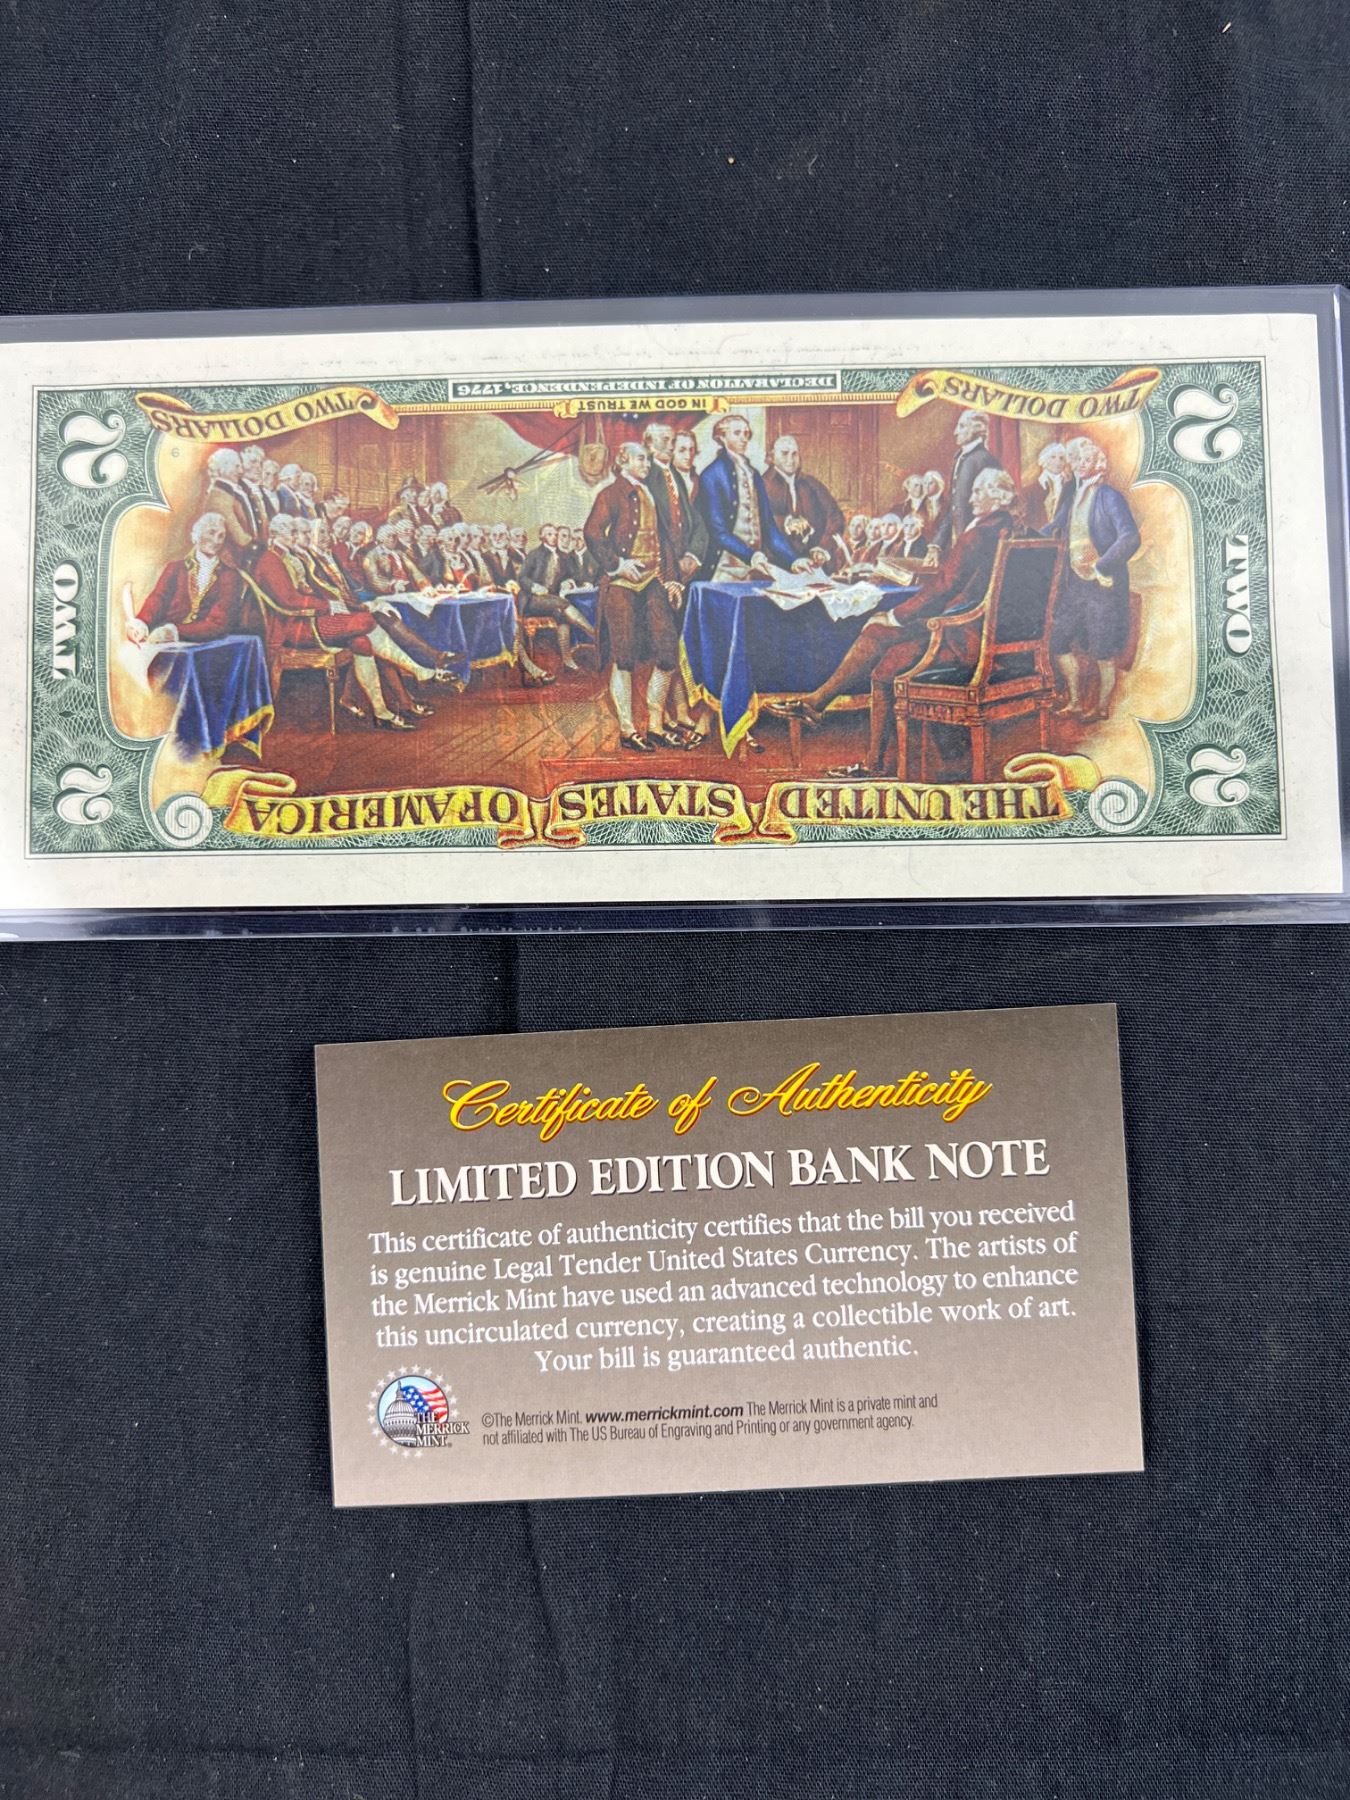 DECLARATION OF INDEPENDENCE, 1776
IN GOD WE TRUST
TWO DOLLARS
TWO DOLLARS
2
2
6
TWO
TWO
2
2
THE UNITED STATES OF AMERICA
Certificate of Authenticity
LIMITED EDITION BANK NOTE
This certificate of authenticity certifies that the bill you received
is genuine Legal Tender United States Currency. The artists of
the Merrick Mint have used an advanced technology to enhance
this uncirculated currency, creating a collectible work of art.
Your bill is guaranteed authentic.
THE
MERRICK
MINT
©The Merrick Mint. www.merrickmint.com The Merrick Mint is a private mint and
not affiliated with The US Bureau of Engraving and Printing or any government agency.